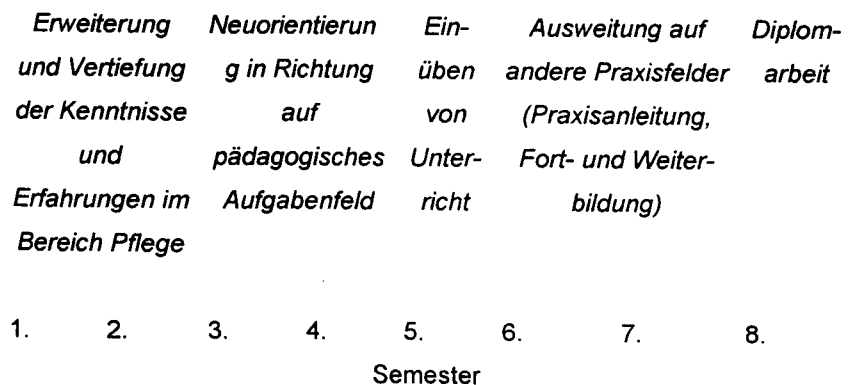 Erweiterung und Vertiefung der Kenntnisse und Erfahrungen im Bereich Pflege
Neuorientierun
g in Richtung
auf
pädagogisches
Aufgabenfeld
Ein-
üben
von
Unter-
richt
Ausweitung auf
andere Praxisfelder
(Praxisanleitung,
Fort- und Weiter-
bildung)
Diplom-
arbeit
1. 2. 3. 4. 5. 6. 7. 8.
Semester